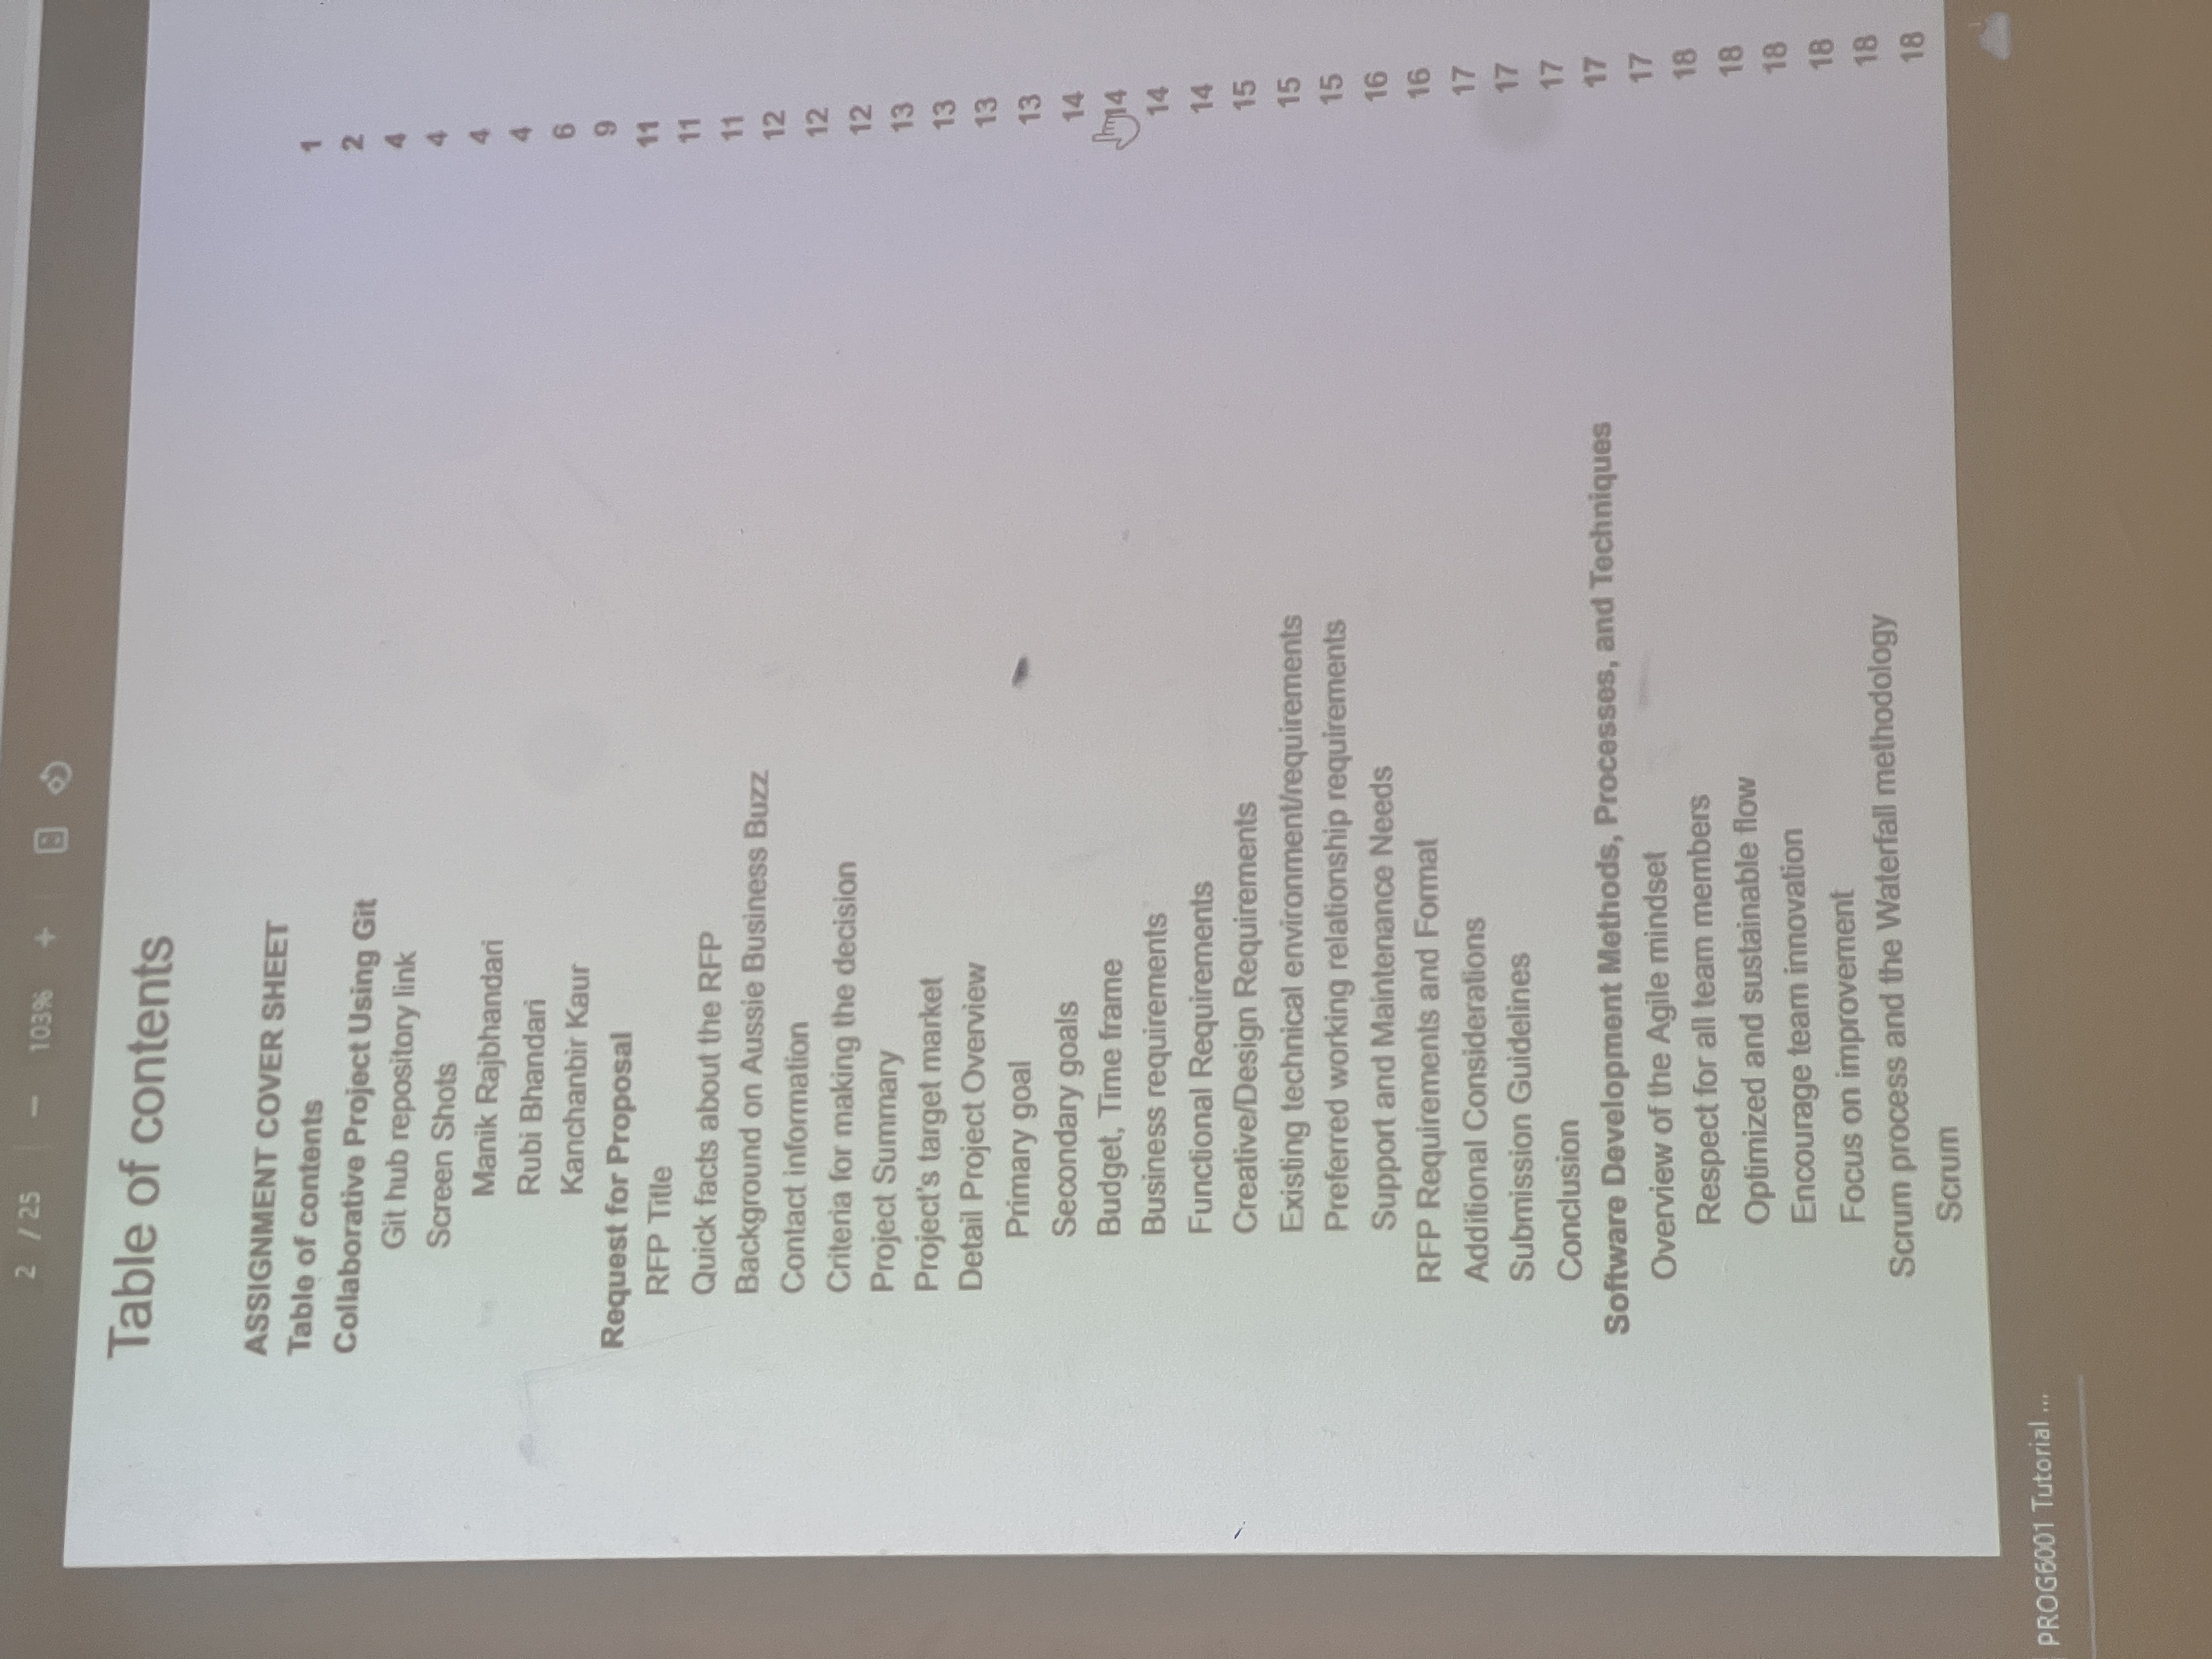 2 / 25 103%
Table of contents
ASSIGNMENT COVER SHEET 1
Table of contents 2
Collaborative Project Using Git 4
Git hub repository link 4
Screen Shots 4
Manik Rajbhandari 4
Rubi Bhandari 6
Kanchanbir Kaur 9
Request for Proposal 11
RFP Title 11
Quick facts about the RFP 11
Background on Aussie Business Buzz 12
Contact information 12
Criteria for making the decision 12
Project Summary 13
Project's target market 13
Detail Project Overview 13
Primary goal 13
Secondary goals 14
Budget, Time frame 14
Business requirements 14
Functional Requirements 14
Creative/Design Requirements 15
Existing technical environment/requirements 15
Preferred working relationship requirements 15
Support and Maintenance Needs 16
RFP Requirements and Format 16
Additional Considerations 17
Submission Guidelines 17
Conclusion 17
Software Development Methods, Processes, and Techniques 17
Overview of the Agile mindset 17
Respect for all team members 18
Optimized and sustainable flow 18
Encourage team innovation 18
Focus on improvement 18
Scrum process and the Waterfall methodology 18
Scrum 18
PROG6001 Tutorial ...